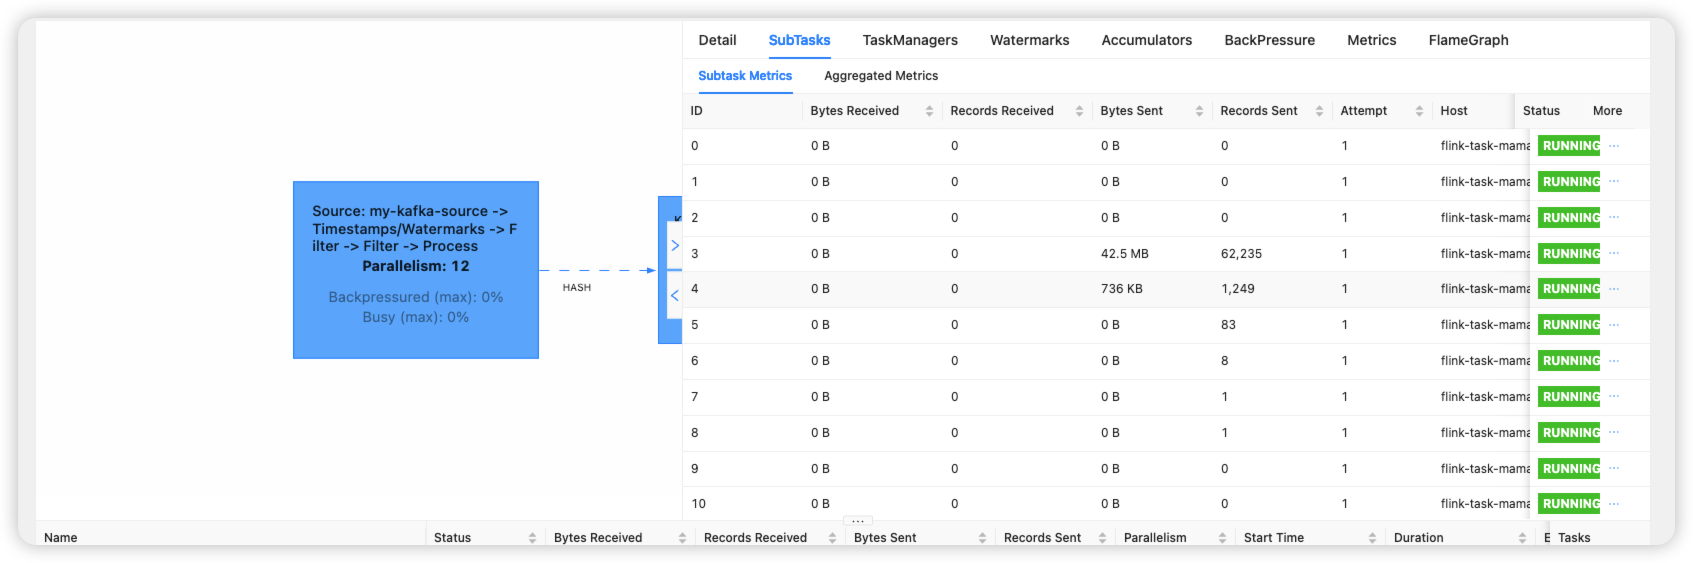 Detail SubTasks TaskManagers Watermarks Accumulators BackPressure Metrics FlameGraph
Subtask Metrics Aggregated Metrics
ID Bytes Received Records Received Bytes Sent Records Sent Attempt Host Status More
0 0 B 0 0 B 0 1 flink-task-mama RUNNING ...
1 0 B 0 0 B 0 1 flink-task-mama RUNNING ...
2 0 B 0 0 B 0 1 flink-task-mama RUNNING ...
3 0 B 0 42.5 MB 62,235 1 flink-task-mama RUNNING ...
4 0 B 0 736 KB 1,249 1 flink-task-mama RUNNING ...
5 0 B 0 0 B 83 1 flink-task-mama RUNNING ...
6 0 B 0 0 B 8 1 flink-task-mama RUNNING ...
7 0 B 0 0 B 1 1 flink-task-mama RUNNING ...
8 0 B 0 0 B 1 1 flink-task-mama RUNNING ...
9 0 B 0 0 B 0 1 flink-task-mama RUNNING ...
10 0 B 0 0 B 0 1 flink-task-mama RUNNING ...
Source: my-kafka-source ->
Timestamps/Watermarks -> F
ilter -> Filter -> Process
Parallelism: 12
Backpressured (max): 0%
Busy (max): 0%
HASH
Name Status Bytes Received Records Received Bytes Sent Records Sent Parallelism Start Time Duration E Tasks